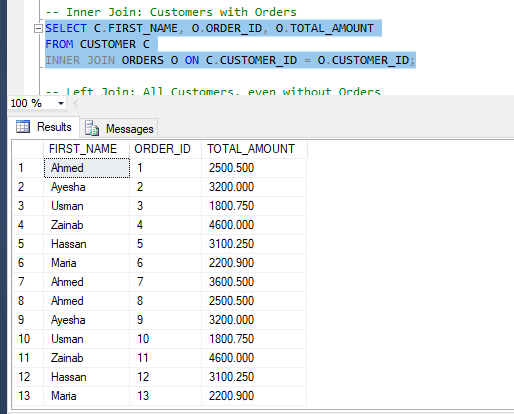 -- Inner Join: Customers with Orders
SELECT C.FIRST_NAME, O.ORDER_ID, O.TOTAL_AMOUNT
FROM CUSTOMER C
INNER JOIN ORDERS O ON C.CUSTOMER_ID = O.CUSTOMER_ID;
-- Left Join: All Customers, even without Orders
100 %
Results Messages
FIRST_NAME ORDER_ID TOTAL_AMOUNT
1 Ahmed 1 2500.500
2 Ayesha 2 3200.000
3 Usman 3 1800.750
4 Zainab 4 4600.000
5 Hassan 5 3100.250
6 Maria 6 2200.900
7 Ahmed 7 3600.500
8 Ahmed 8 2500.500
9 Ayesha 9 3200.000
10 Usman 10 1800.750
11 Zainab 11 4600.000
12 Hassan 12 3100.250
13 Maria 13 2200.900